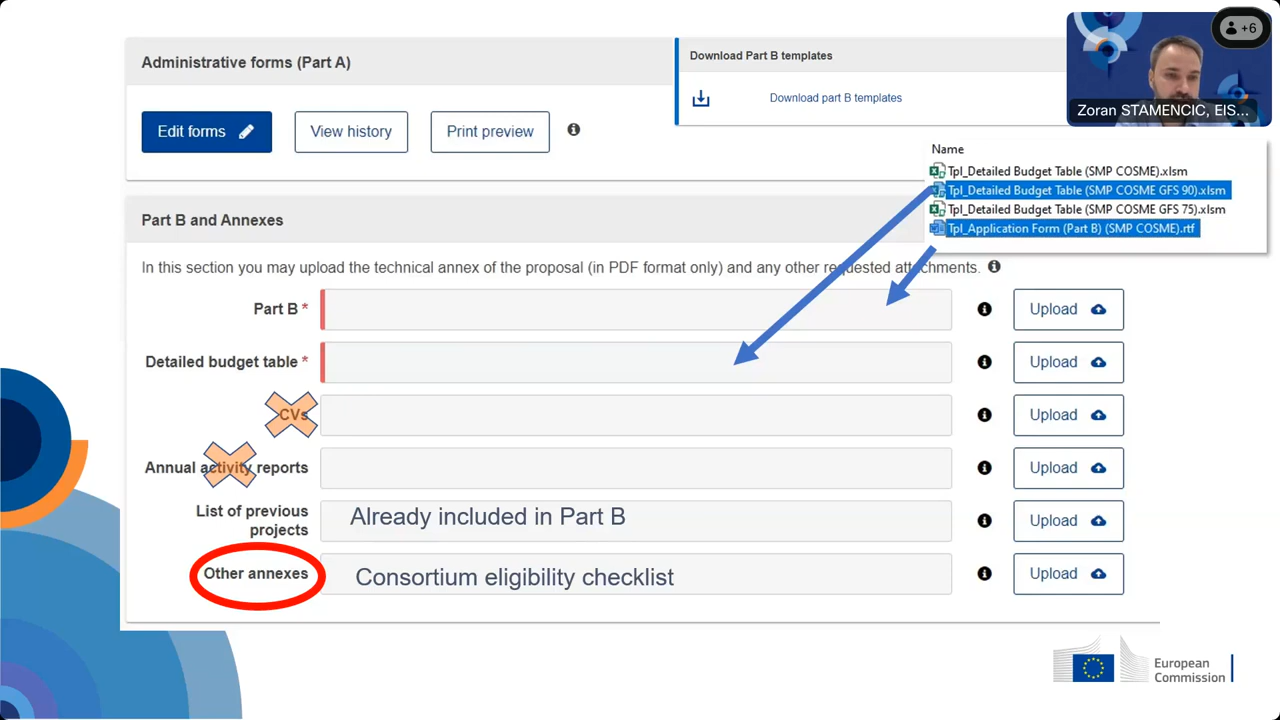 Administrative forms (Part A)
Edit forms
View history
Print preview
Download Part B templates
Download part B templates
+6
Zoran STAMENCIC, EIS...
Name
Tpl_Detailed Budget Table (SMP COSME).xlsm
Tpl_Detailed Budget Table (SMP COSME GFS 90).xlsm
Tpl_Detailed Budget Table (SMP COSME GFS 75).xlsm
Tpl_Application Form (Part B) (SMP COSME).rtf
Part B and Annexes
In this section you may upload the technical annex of the proposal (in PDF format only) and any other requested attachments.
Part B *
Upload
Detailed budget table *
Upload
CVs
Upload
Annual activity reports
Upload
List of previous
projects
Already included in Part B
Upload
Other annexes
Consortium eligibility checklist
Upload
European
Commission